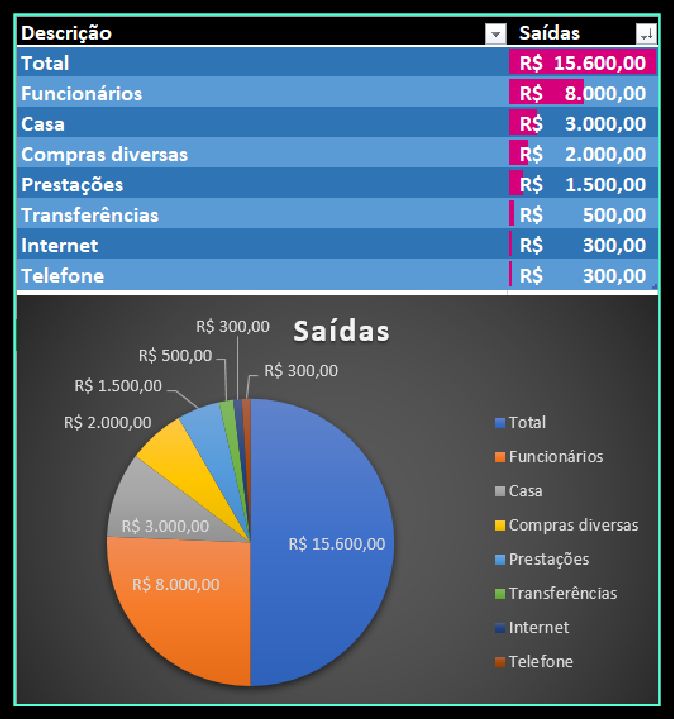 Descrição Saídas
Total R$ 15.600,00
Funcionários R$ 8.000,00
Casa R$ 3.000,00
Compras diversas R$ 2.000,00
Prestações R$ 1.500,00
Transferências R$ 500,00
Internet R$ 300,00
Telefone R$ 300,00
Saídas
R$ 300,00
R$ 500,00
R$ 300,00
R$ 1.500,00
R$ 2.000,00
R$ 3.000,00
R$ 15.600,00
R$ 8.000,00
Total
Funcionários
Casa
Compras diversas
Prestações
Transferências
Internet
Telefone